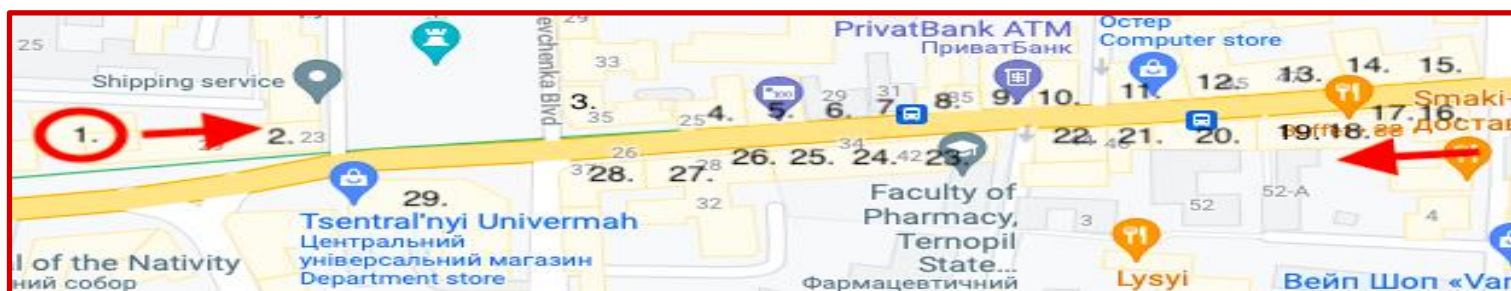 25
Shipping service
1.
2. 23
evchenka Blvd
29
33
3.
35
25
4.
5.
6.
7.
8.
9.
10.
11.
12.
13.
14.
15.
PrivatBank ATM
ПриватБанк
Остер
Computer store
29
31
Smaki-
достав
17.
16.
18.
19.
20.
21.
22.
23.
42
24.
34
25.
26.
27.
28
28.
37
26
29.
32
Tsentral'nyi Univermah
Центральний
універсальний магазин
Department store
l of the Nativity
ний собор
Faculty of
Pharmacy,
Ternopil
State...
Фармацевтичний
3
52
52-A
4
Lysyi
Вейп Шоп «Var